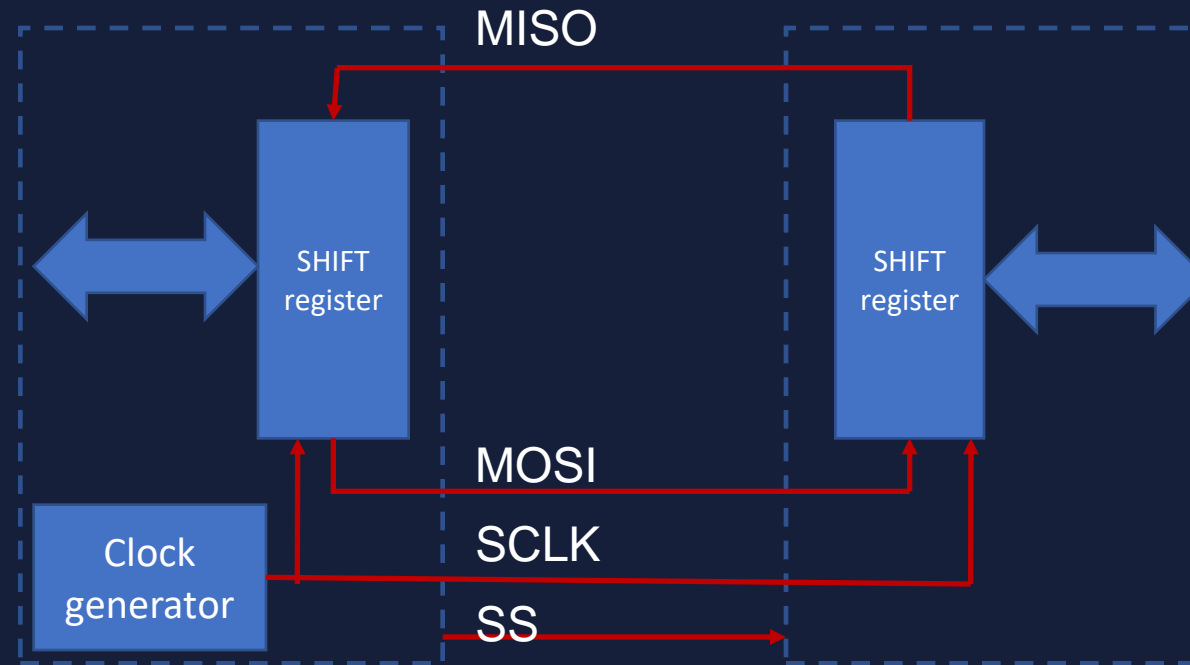 MISO
SHIFT
register
SHIFT
register
MOSI
SCLK
Clock
generator
SS